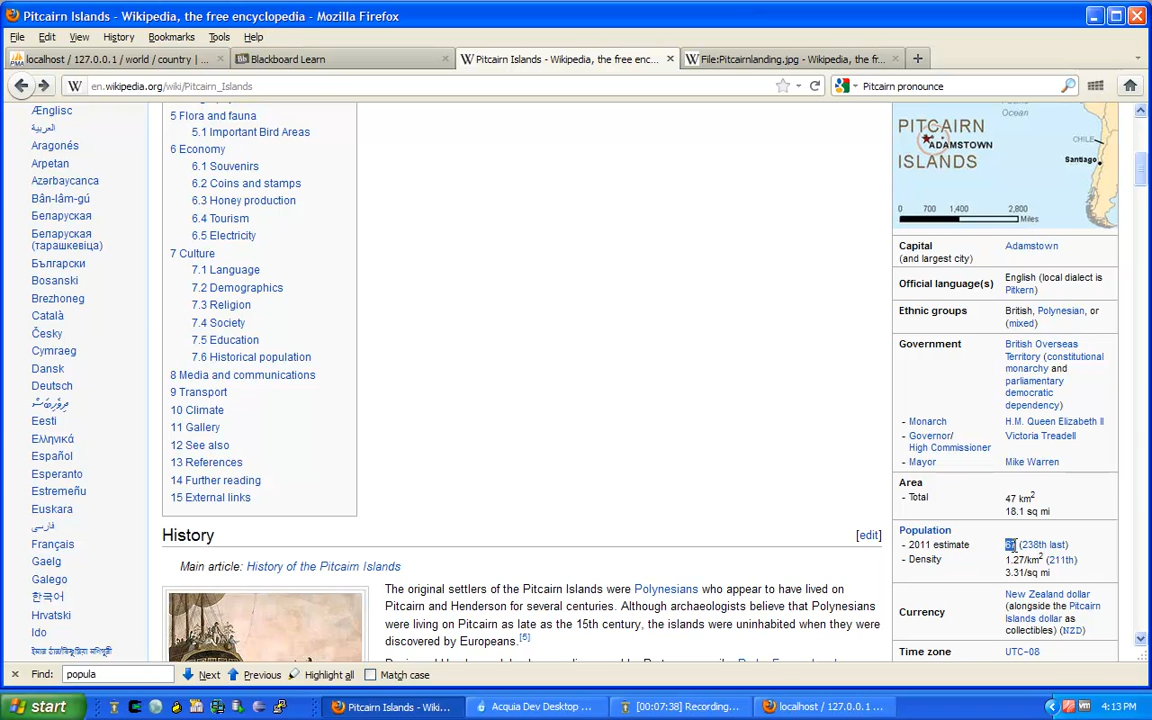 Pitcairn Islands - Wikipedia, the free encyclopedia - Mozilla Firefox
File Edit View History Bookmarks Tools Help
localhost / 127.0.0.1 / world / country | ...
Blackboard Learn
Pitcairn Islands - Wikipedia, the free enc...
File:Pitcairnlanding.jpg - Wikipedia, the fr...
en.wikipedia.org/wiki/Pitcairn_Islands
Pitcairn pronounce
Ænglisc
العربية
Aragonés
Arpetan
Azərbaycanca
Bân-lâm-gú
Беларуская
Беларуская
(тарашкевіца)
Български
Bosanski
Brezhoneg
Català
Česky
Cymraeg
Dansk
Deutsch
Eesti
Ελληνικά
Español
Esperanto
Estremeñu
Euskara
فارسی
Français
Gaelg
Galego
한국어
Hrvatski
Ido
5 Flora and fauna
5.1 Important Bird Areas
6 Economy
6.1 Souvenirs
6.2 Coins and stamps
6.3 Honey production
6.4 Tourism
6.5 Electricity
7 Culture
7.1 Language
7.2 Demographics
7.3 Religion
7.4 Society
7.5 Education
7.6 Historical population
8 Media and communications
9 Transport
10 Climate
11 Gallery
12 See also
13 References
14 Further reading
15 External links
History [edit]
Main article: History of the Pitcairn Islands
The original settlers of the Pitcairn Islands were Polynesians who appear to have lived on
Pitcairn and Henderson for several centuries. Although archaeologists believe that Polynesians
were living on Pitcairn as late as the 15th century, the islands were uninhabited when they were
discovered by Europeans.[5]
Ocean
PITCAIRN
ADAMSTOWN
ISLANDS
CHILE
Santiago
0 700 1,400 2,800
Miles
Capital
(and largest city)
Adamstown
Official language(s)
English (local dialect is
Pitkern)
Ethnic groups
British, Polynesian, or
(mixed)
Government
British Overseas
Territory (constitutional
monarchy and
parliamentary
democratic
dependency)
- Monarch H.M. Queen Elizabeth II
- Governor/
High Commissioner
Victoria Treadell
- Mayor Mike Warren
Area
- Total 47 km2
18.1 sq mi
Population
- 2011 estimate (238th last)
- Density 1.27/km2 (211th)
3.31/sq mi
Currency
New Zealand dollar
(alongside the Pitcairn
Islands dollar as
collectibles) (NZD)
Time zone UTC-08
Find: popula Next Previous Highlight all Match case
start
Pitcairn Islands - Wiki...
Acquia Dev Desktop ...
[00:07:38] Recording...
localhost / 127.0.0.1 ...
4:13 PM